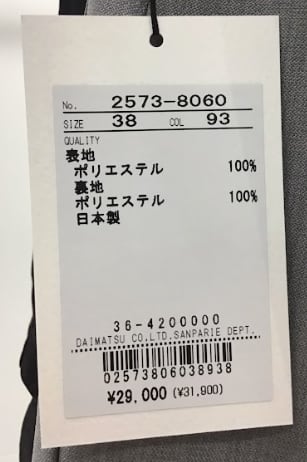 No. 2573-8060
SIZE 38 COL 93
QUALITY
表地
ポリエステル 100%
裏地
ポリエステル 100%
日本製
36-4200000
DAIMATSU CO,LTD.SANPARIE DEPT.
02573806038938
¥29,000 (¥31,900)